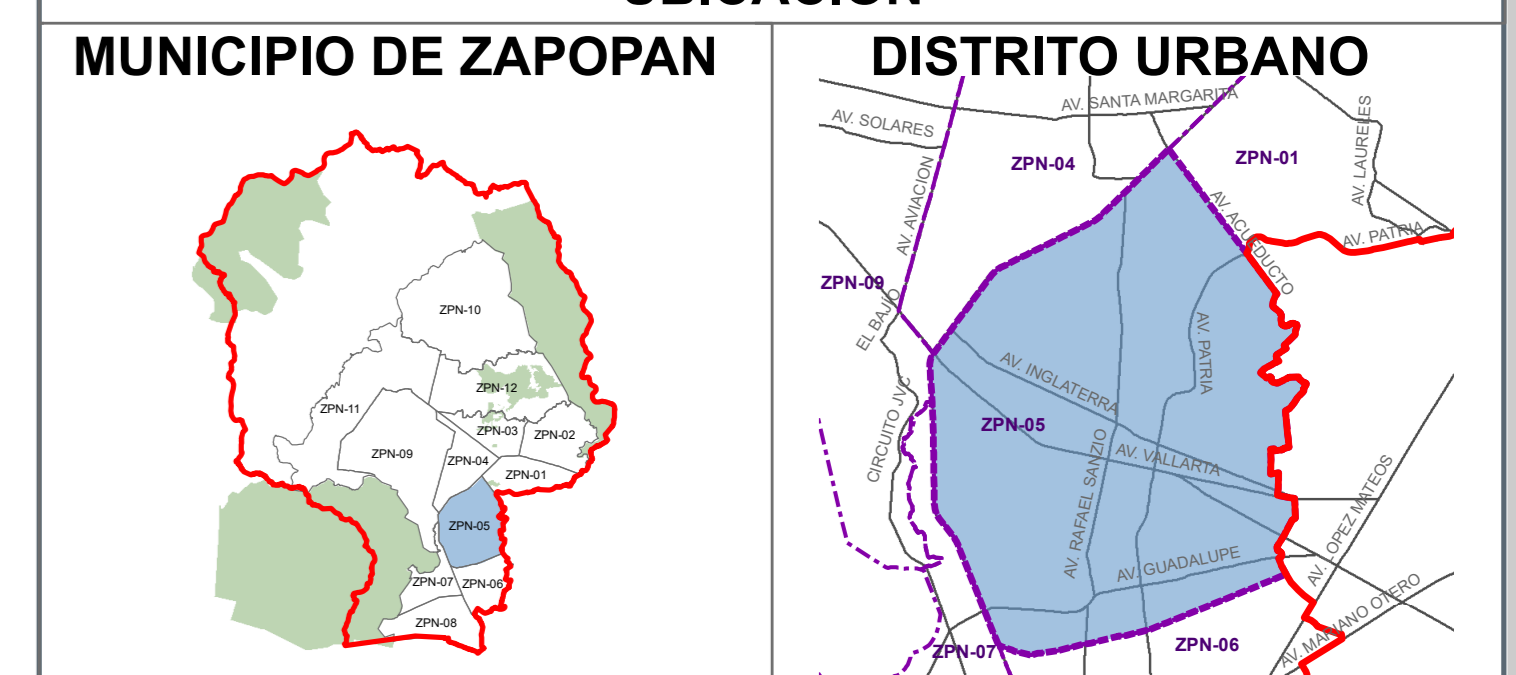 UBICACIÓN
MUNICIPIO DE ZAPOPAN
DISTRITO URBANO
ZPN-10
ZPN-12
ZPN-11
ZPN-03
ZPN-02
ZPN-09
ZPN-04
ZPN-01
ZPN-05
ZPN-07
ZPN-06
ZPN-08
AV. SANTA MARGARITA
AV. SOLARES
ZPN-04
ZPN-01
AV. LAURELES
AV. AVIACION
AV. ACUEDUCTO
AV. PATRIA
ZPN-09
EL BAJÍO
AV. PATRIA
AV. INGLATERRA
CIRCUITO JVC
ZPN-05
AV. VALLARTA
AV. RAFAEL SANZIO
AV. LOPEZ MATEOS
AV. GUADALUPE
AV. MARIANO OTERO
ZPN-07
ZPN-06